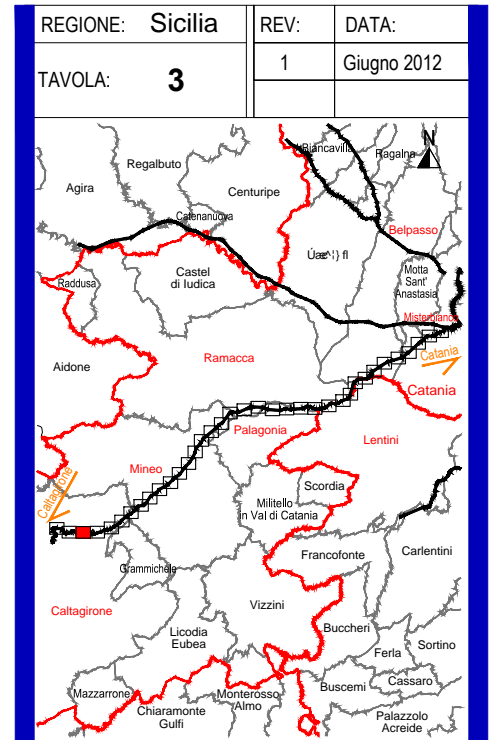 REGIONE: Sicilia
REV:
DATA:
1
Giugno 2012
TAVOLA: 3
N
Biancavilla
Ragalna
Regalbuto
Agira
Centuripe
Catenanuova
Belpasso
Motta
Sant'
Anastasia
Raddusa
Castel
di Iudica
Misterbianco
Catania
Aidone
Ramacca
Catania
Palagonia
Lentini
Mineo
Scordia
Caltagirone
Militello
in Val di Catania
Francofonte
Carlentini
Grammichele
Vizzini
Caltagirone
Licodia
Eubea
Buccheri
Ferla
Sortino
Cassaro
Buscemi
Mazzarrone
Monterosso
Almo
Chiaramonte
Gulfi
Palazzolo
Acreide